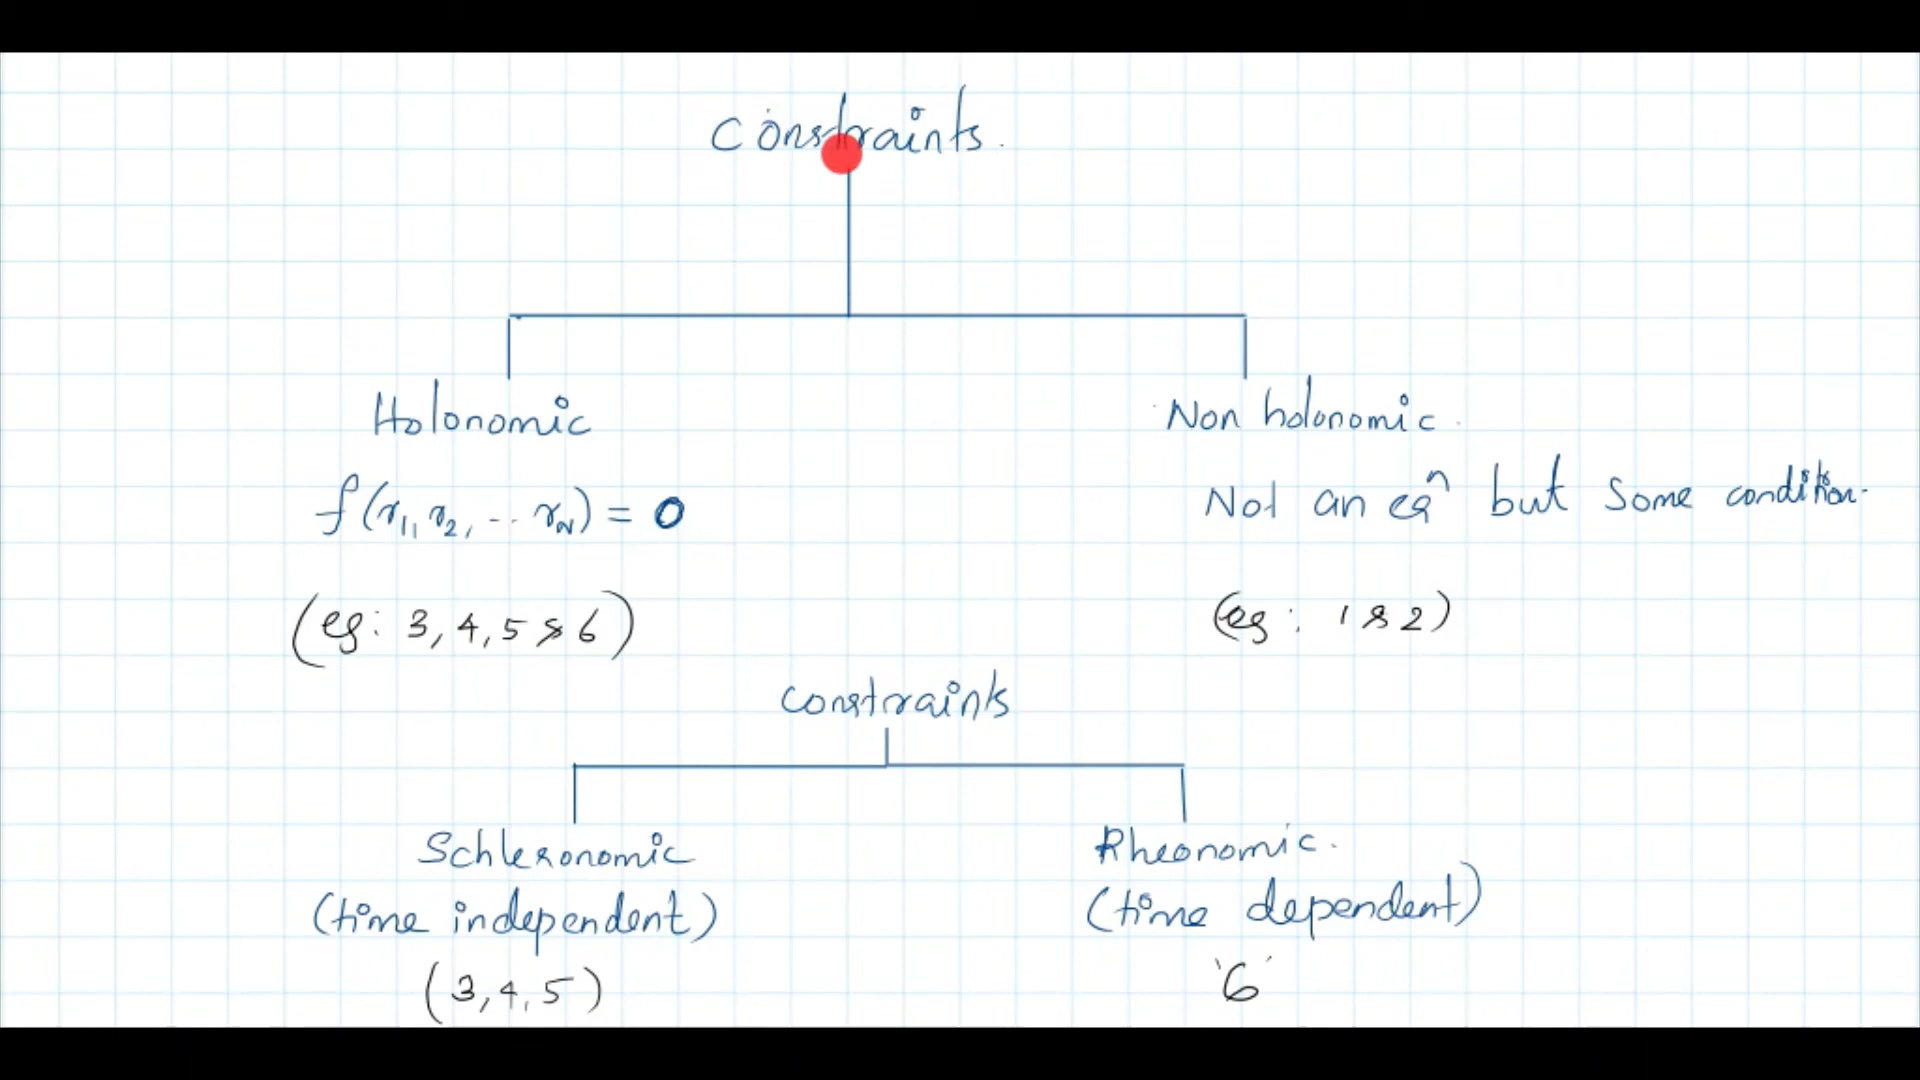 Constraints.
Holonomic
Non holonomic.
f(r₁, r₂, ... r_N) = 0
Not an eqⁿ but some condition.
(eg: 3, 4, 5 & 6)
(eg: 1 & 2)
constraints
Schleronomic
Rheonomic.
(time independent)
(time dependent)
(3, 4, 5)
'6'